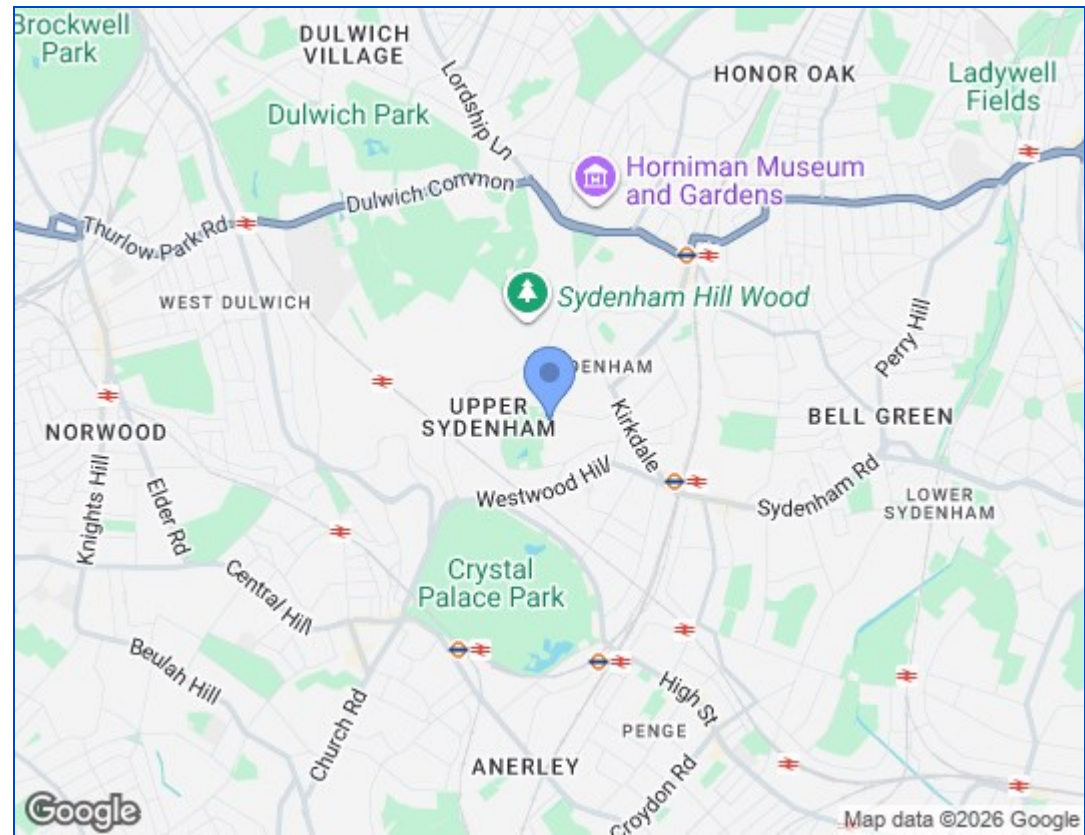 Brockwell
Park
DULWICH
VILLAGE
Lordship Ln
HONOR OAK
Ladywell
Fields
Dulwich Park
Horniman Museum
and Gardens
Dulwich Common
Thurlow Park Rd
WEST DULWICH
Sydenham Hill Wood
Perry Hill
DENHAM
UPPER
SYDENHAM
Kirkdale
BELL GREEN
NORWOOD
Knights Hill
Elder Rd
Westwood Hill
Sydenham Rd
LOWER
SYDENHAM
Crystal
Palace Park
Central Hill
Beulah Hill
Church Rd
High St
PENGE
ANERLEY
Croydon Rd
Google
Map data ©2026 Google